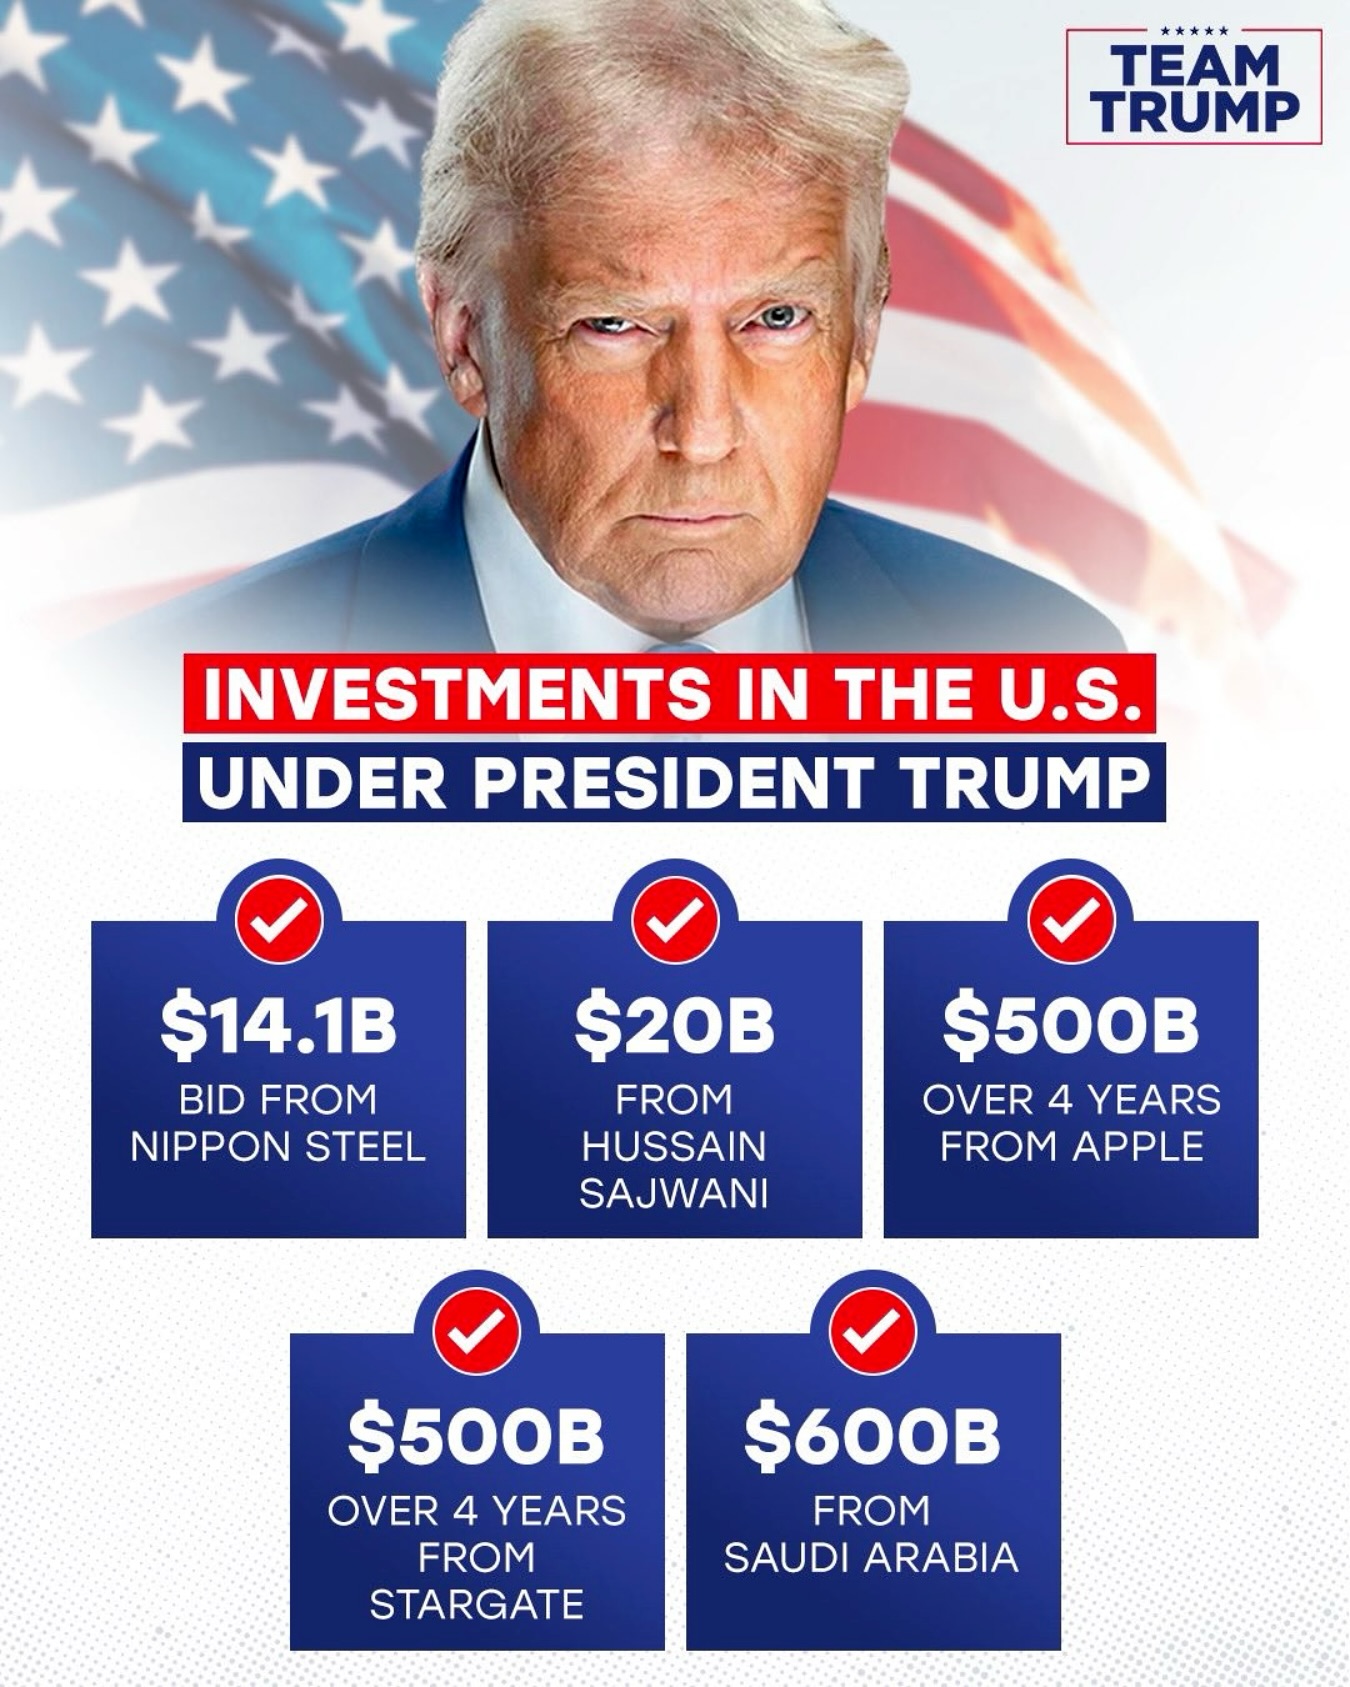 TEAM
TRUMP
INVESTMENTS IN THE U.S.
UNDER PRESIDENT TRUMP
$14.1B
BID FROM
NIPPON STEEL
$20B
FROM
HUSSAIN
SAJWANI
$500B
OVER 4 YEARS
FROM APPLE
$500B
OVER 4 YEARS
FROM
STARGATE
$600B
FROM
SAUDI ARABIA